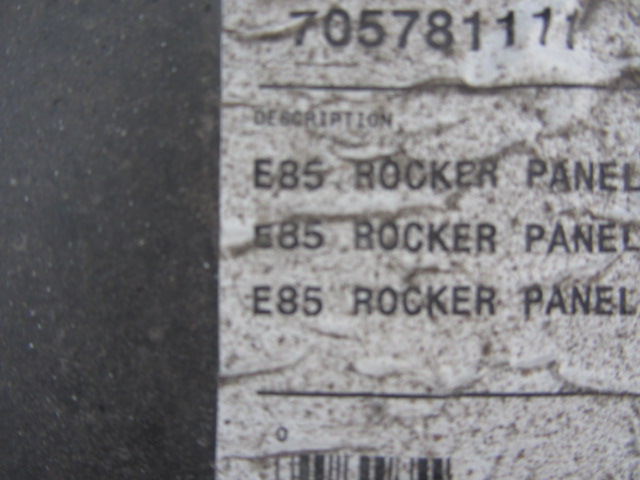 705781111
DESCRIPTION
E85 ROCKER PANEL
E85 ROCKER PANEL
E85 ROCKER PANEL
0